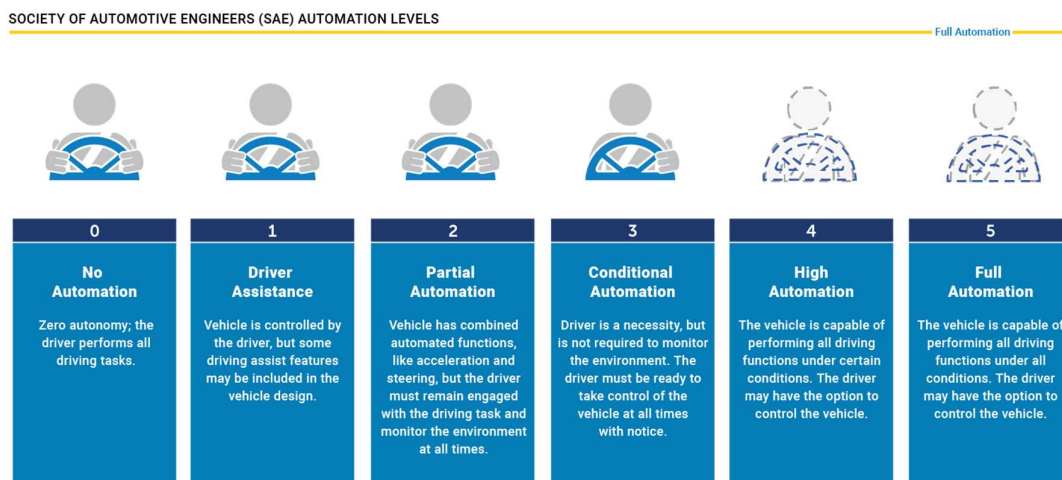 SOCIETY OF AUTOMOTIVE ENGINEERS (SAE) AUTOMATION LEVELS
Full Automation
0
No
Automation
Zero autonomy; the
driver performs all
driving tasks.
1
Driver
Assistance
Vehicle is controlled by
the driver, but some
driving assist features
may be included in the
vehicle design.
2
Partial
Automation
Vehicle has combined
automated functions,
like acceleration and
steering, but the driver
must remain engaged
with the driving task and
monitor the environment
at all times.
3
Conditional
Automation
Driver is a necessity, but
is not required to monitor
the environment. The
driver must be ready to
take control of the
vehicle at all times
with notice.
4
High
Automation
The vehicle is capable of
performing all driving
functions under certain
conditions. The driver
may have the option to
control the vehicle.
5
Full
Automation
The vehicle is capable of
performing all driving
functions under all
conditions. The driver
may have the option to
control the vehicle.